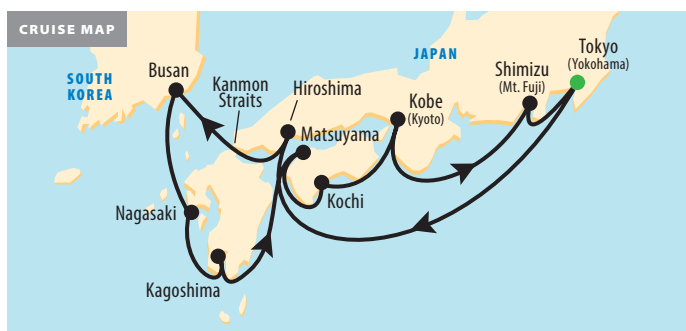 CRUISE MAP
SOUTH
KOREA
Busan
Kanmon
Straits
Hiroshima
Matsuyama
JAPAN
Kobe
(Kyoto)
Shimizu
(Mt. Fuji)
Tokyo
(Yokohama)
Kochi
Nagasaki
Kagoshima